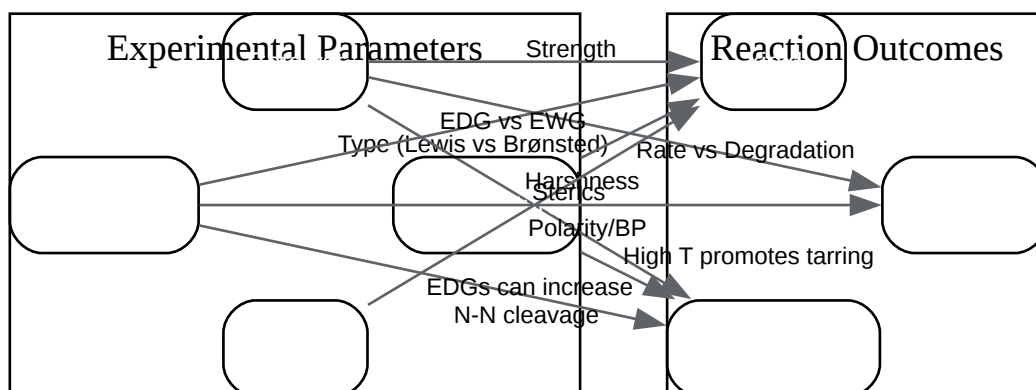 Experimental Parameters
Reaction Outcomes
Strength
EDG vs EWG
Type (Lewis vs Brønsted)
Rate vs Degradation
Harshness
Sterics
Polarity/BP
High T promotes tarring
EDGs can increase
N-N cleavage